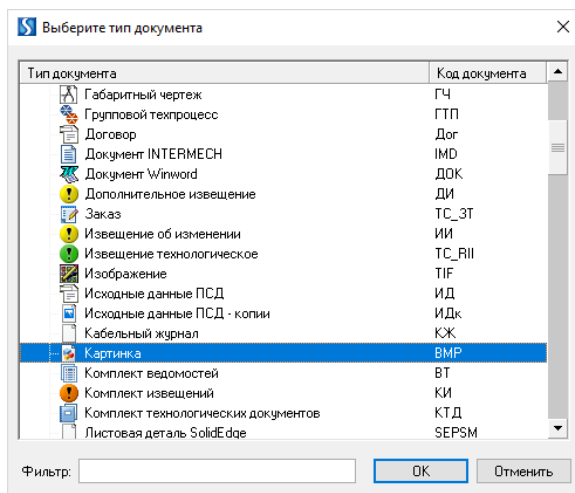 Выберите тип документа
Тип документа Код документа
Габаритный чертеж ГЧ
Групповой техпроцесс ГТП
Договор Дог
Документ INTERMECH IMD
Документ Winword ДОК
Дополнительное извещение ДИ
Заказ TC_ЗТ
Извещение об изменении ИИ
Извещение технологическое TC_RII
Изображение TIF
Исходные данные ПСД ИД
Исходные данные ПСД - копии ИДк
Кабельный журнал КЖ
Картинка BMP
Комплект ведомостей ВТ
Комплект извещений КИ
Комплект технологических документов КТД
Листовая деталь SolidEdge SEPSM
Фильтр: OK Отменить